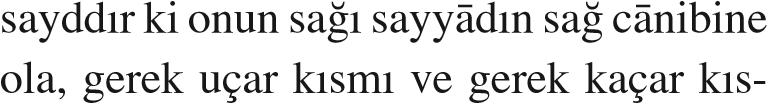 sayddır ki onun sağı sayyādın sağ cānibine
ola, gerek uçar kısmı ve gerek kaçar kıs-